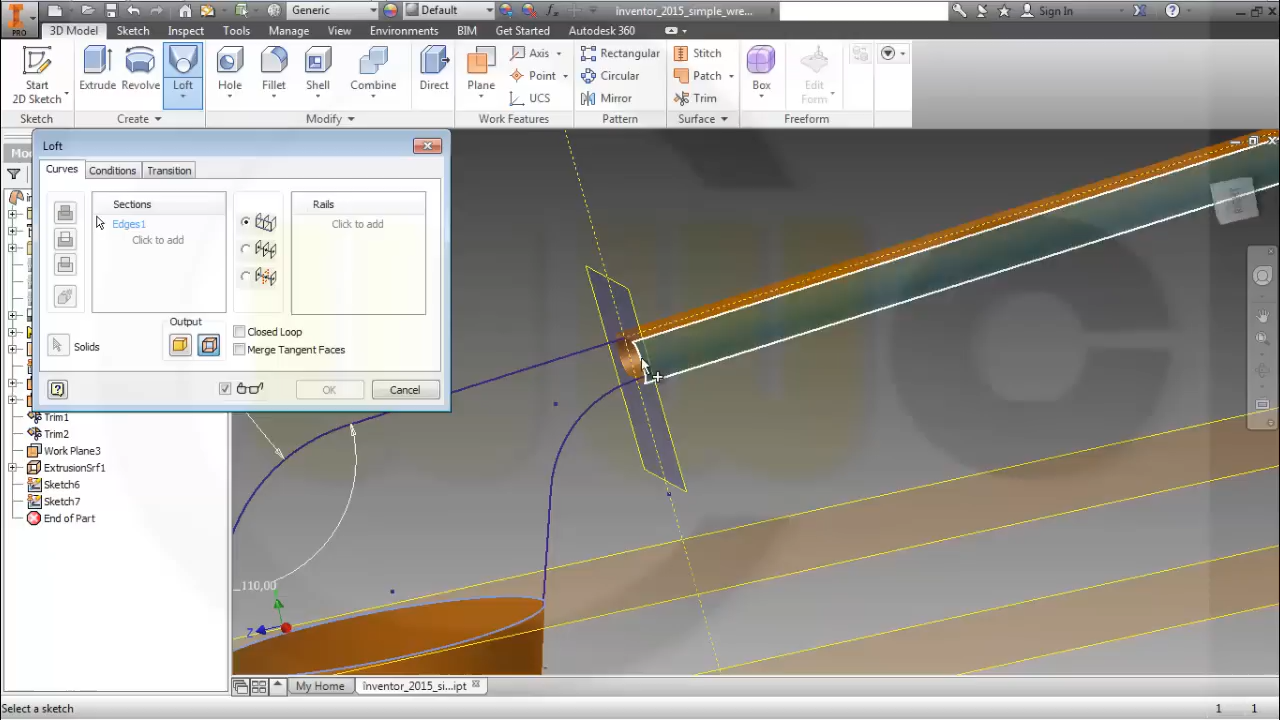 Generic
Default
inventor_2015_simple_wre...
Sign In
PRO
3D Model
Sketch
Inspect
Tools
Manage
View
Environments
BIM
Get Started
Autodesk 360
Start
2D Sketch
Extrude
Revolve
Loft
Hole
Fillet
Shell
Combine
Direct
Plane
Axis
Point
UCS
Rectangular
Circular
Mirror
Stitch
Patch
Trim
Box
Edit
Form
Sketch
Create
Modify
Work Features
Pattern
Surface
Freeform
Loft
Curves
Conditions
Transition
Sections
Edges1
Click to add
Rails
Click to add
Output
Solids
Closed Loop
Merge Tangent Faces
OK
Cancel
Trim1
Trim2
Work Plane3
ExtrusionSrf1
Sketch6
Sketch7
End of Part
110,00
Z
My Home
inventor_2015_si...ipt
Select a sketch
1
1